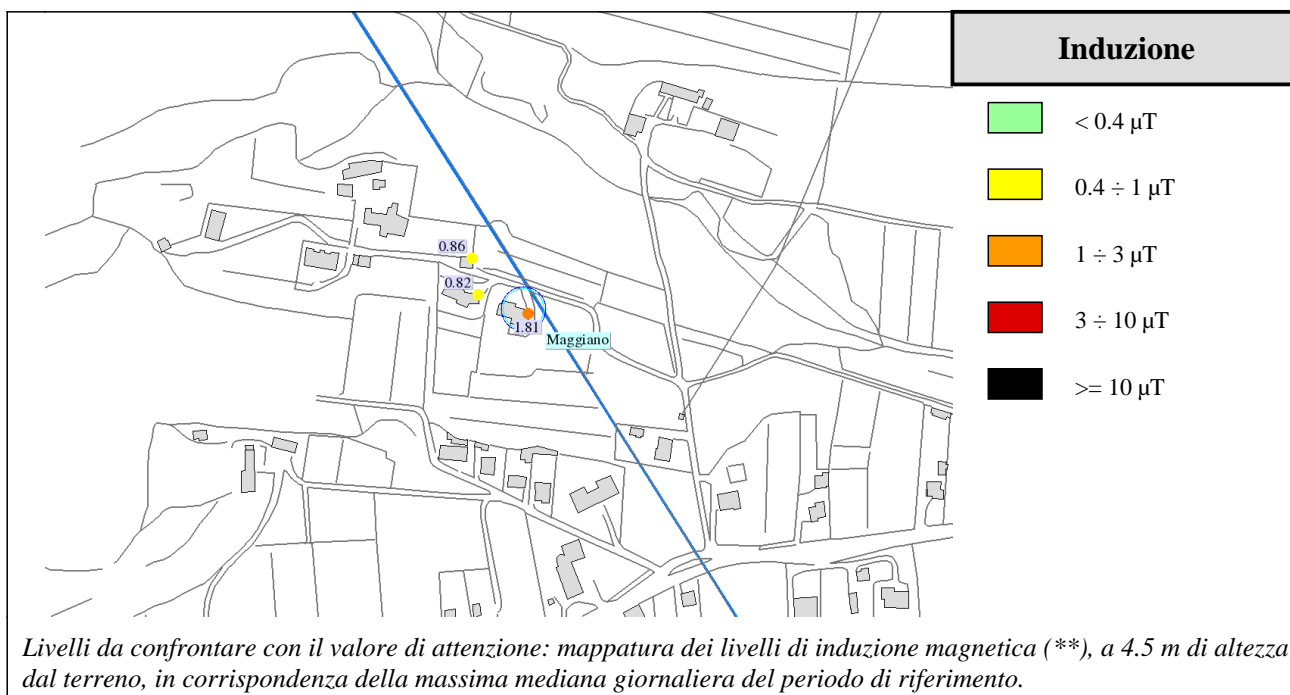 Induzione
< 0.4 µT
0.4 ÷ 1 µT
1 ÷ 3 µT
3 ÷ 10 µT
>= 10 µT
0.86
0.82
1.81
Maggiano
Livelli da confrontare con il valore di attenzione: mappatura dei livelli di induzione magnetica (**), a 4.5 m di altezza
dal terreno, in corrispondenza della massima mediana giornaliera del periodo di riferimento.